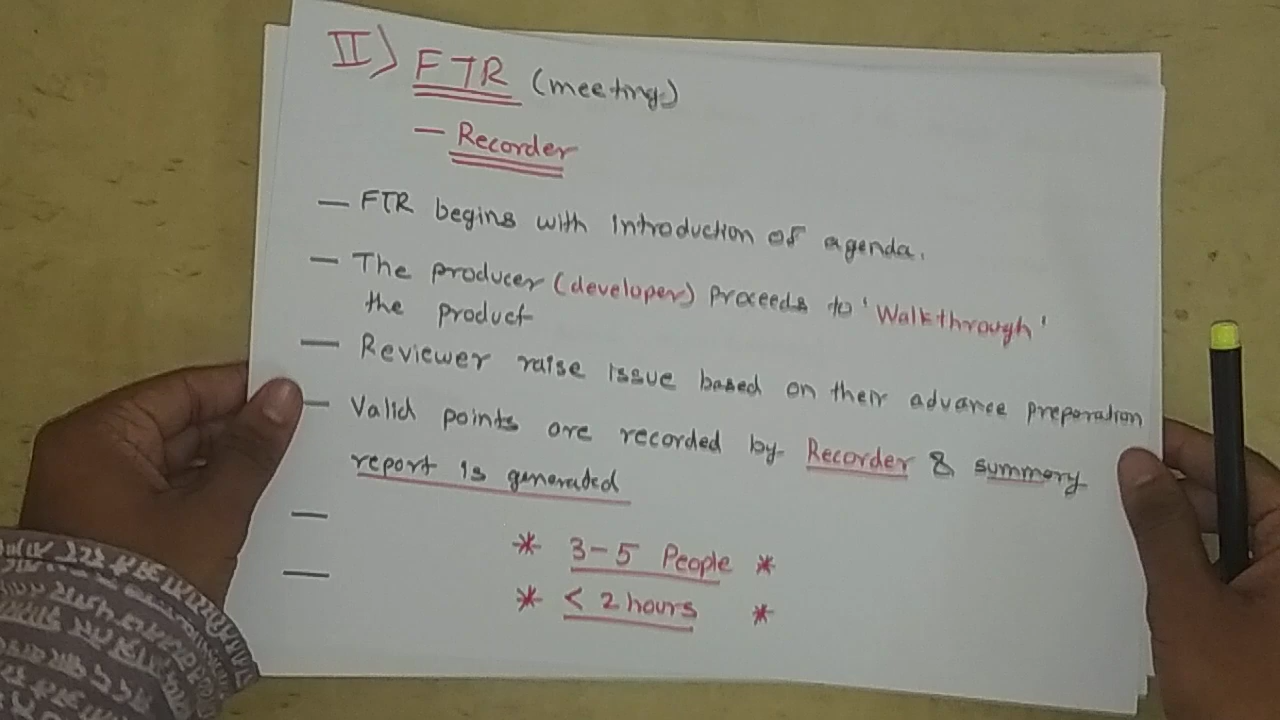 II) FTR (meeting)
— Recorder
— FTR begins with Introduction of agenda.
— The producer (developer) Proceeds to 'Walkthrough'
the product
— Reviewer raise issue based on their advance preparation
— Valid points are recorded by Recorder & summary
report is generated
—
* 3-5 People *
—
* < 2 hours *